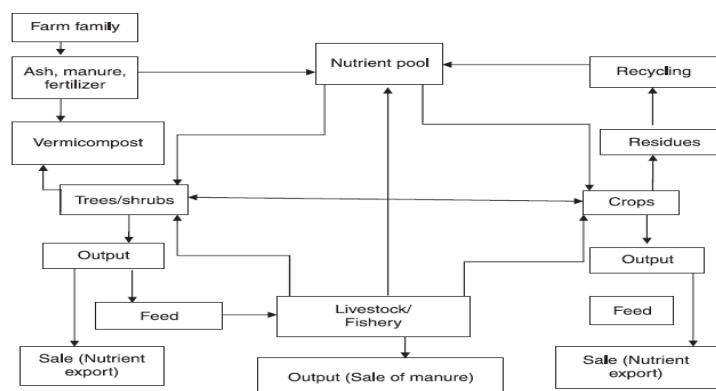 Farm family
Ash, manure,
fertilizer
Nutrient pool
Recycling
Vermicompost
Residues
Trees/shrubs
Crops
Output
Output
Feed
Livestock/
Fishery
Feed
Sale (Nutrient
export)
Output (Sale of manure)
Sale (Nutrient
export)